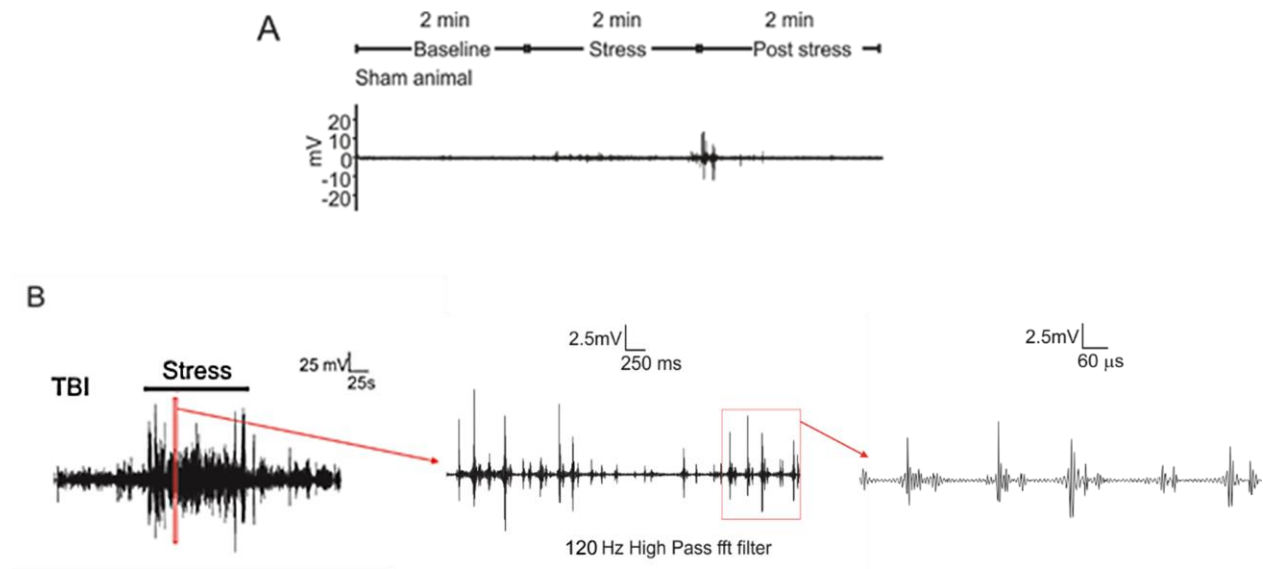 A
2 min 2 min 2 min
Baseline Stress Post stress
Sham animal
mV
20
10
0
-10
-20
B
TBI
Stress
25 mV
25s
2.5mV
250 ms
2.5mV
60 μs
120 Hz High Pass fft filter